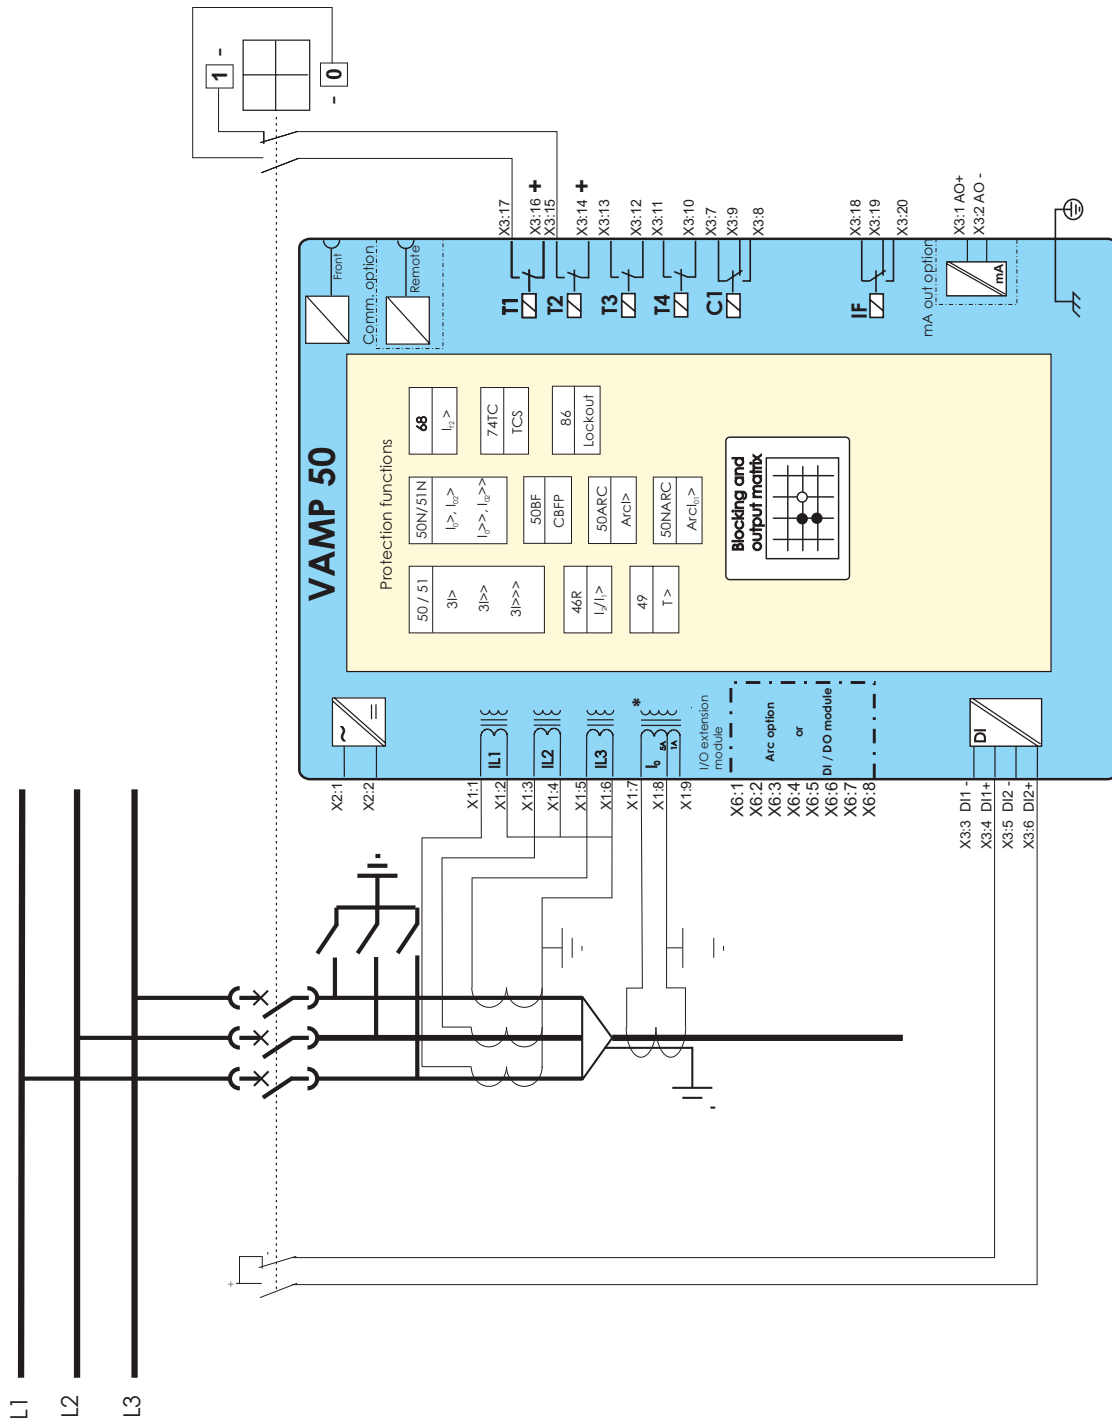 L1
L2
L3
1
-
0
-
+
-
VAMP 50
Protection functions
50 / 51
3I>
3I>>
3I>>>
50N/51N
I0>, I02>
I0>>, I02>>
68
If2 >
46R
I2/I1>
50BF
CBFP
74TC
TCS
49
T >
50ARC
ArcI>
86
Lockout
50NARC
ArcI01>
Blocking and
output matrix
X2:1
X2:2
~
X1:1
X1:2
X1:3
X1:4
X1:5
X1:6
X1:7
X1:8
X1:9
IL1
IL2
IL3
I0
5A
1A
*
I/O extension
module
Arc option
or
DI / DO module
X6:1
X6:2
X6:3
X6:4
X6:5
X6:6
X6:7
X6:8
X3:3 DI1 -
X3:4 DI1+
X3:5 DI2 -
X3:6 DI2+
DI
Front
Comm. option
Remote
T1
T2
T3
T4
C1
IF
X3:17
X3:16 +
X3:15
X3:14 +
X3:13
X3:12
X3:11
X3:10
X3:7
X3:9
X3:8
X3:18
X3:19
X3:20
mA out option
mA
X3:1 AO+
X3:2 AO -